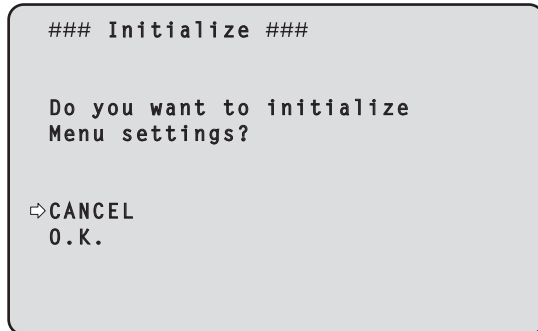 ### Initialize ###
Do you want to initialize
Menu settings?
⇨CANCEL
O.K.